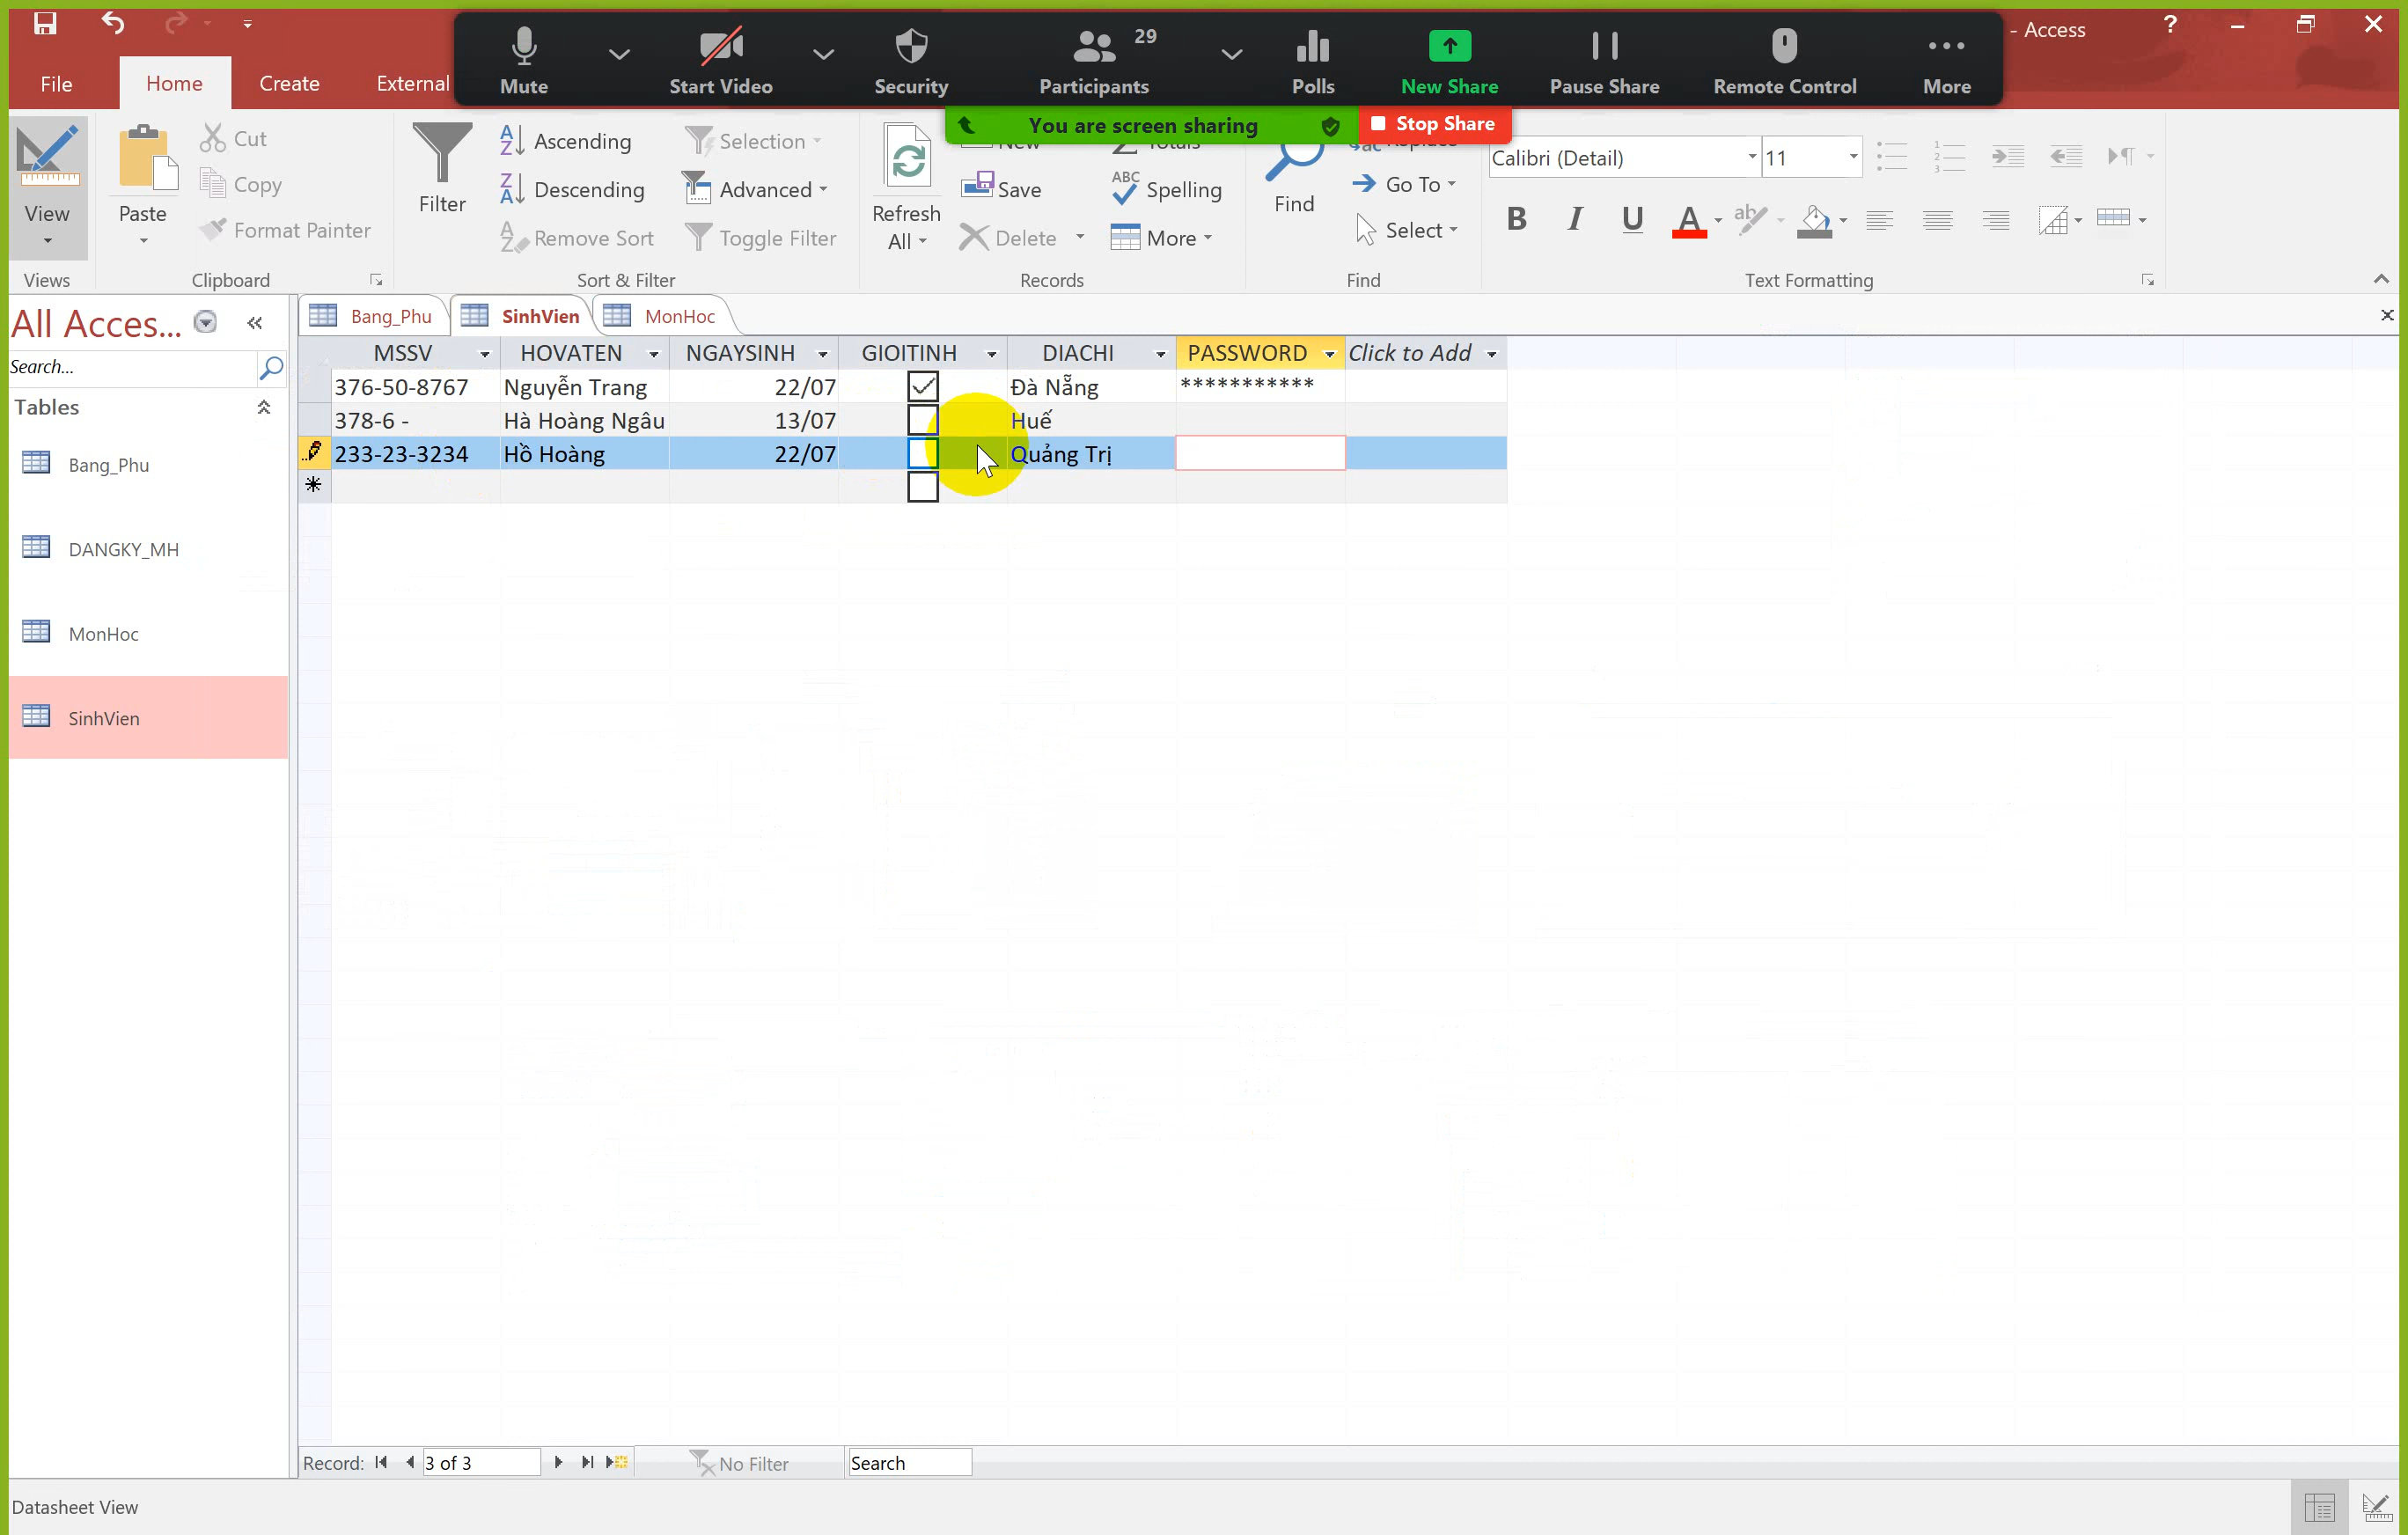 - Access
?
File
Home
Create
External
Mute
Start Video
Security
Participants
29
Polls
New Share
Pause Share
Remote Control
More
You are screen sharing
Stop Share
View
Paste
Cut
Copy
Format Painter
Filter
Ascending
Descending
Remove Sort
Selection
Advanced
Toggle Filter
Refresh
All
New
Save
Delete
Totals
Spelling
More
Find
Replace
Go To
Select
Calibri (Detail)
11
B I U A
Views
Clipboard
Sort & Filter
Records
Find
Text Formatting
All Acces...
Search...
Tables
Bang_Phu
DANGKY_MH
MonHoc
SinhVien
Bang_Phu
SinhVien
MonHoc
MSSV HOVATEN NGAYSINH GIOITINH DIACHI PASSWORD Click to Add
376-50-8767 Nguyễn Trang 22/07 Đà Nẵng ***********
378-6 - Hà Hoàng Ngâu 13/07 Huế
233-23-3234 Hồ Hoàng 22/07 Quảng Trị
Record: 3 of 3 No Filter Search
Datasheet View